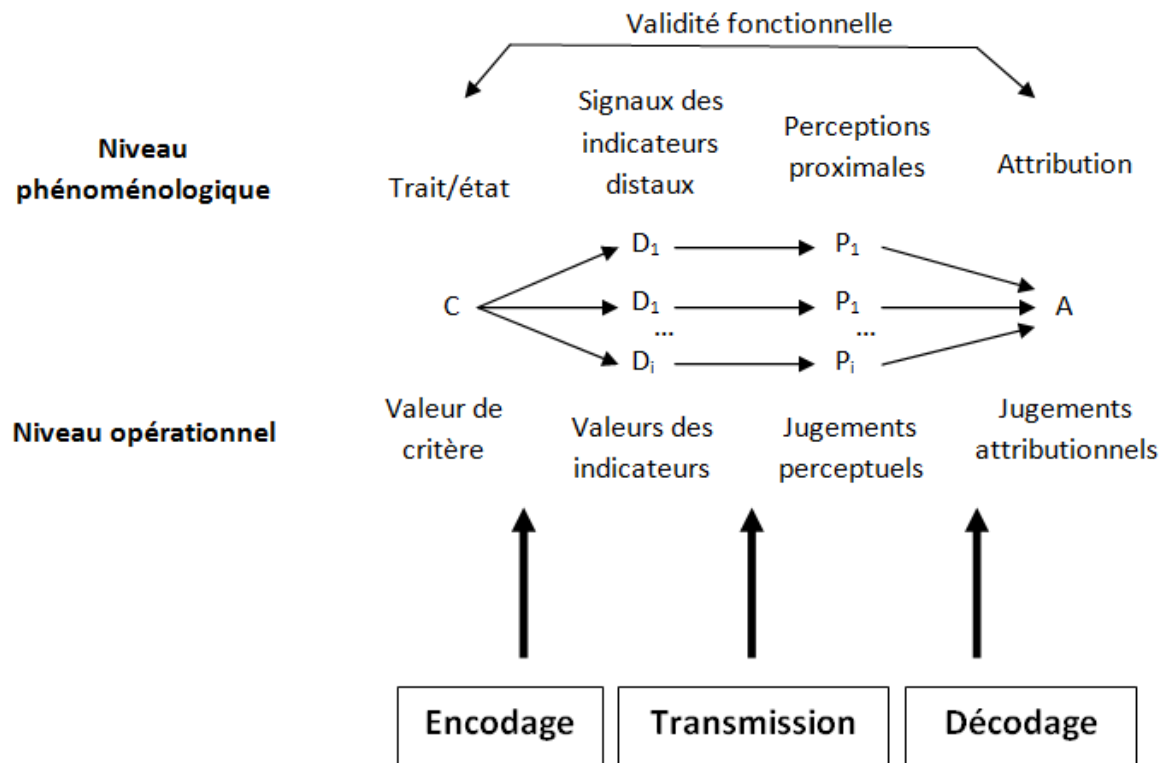 Validité fonctionnelle
Niveau
phénoménologique
Trait/état
Signaux des
indicateurs
distaux
Perceptions
proximales
Attribution
D₁ P₁
C D₁ P₁ A
... ...
Dᵢ Pᵢ
Niveau opérationnel
Valeur de
critère
Valeurs des
indicateurs
Jugements
perceptuels
Jugements
attributionnels
Encodage
Transmission
Décodage